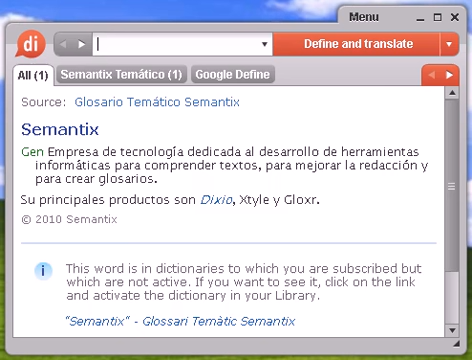 Menu
di
Define and translate
All (1) Semantix Temático (1) Google Define
Source: Glosario Temático Semantix
Semantix
Gen Empresa de tecnología dedicada al desarrollo de herramientas
informáticas para comprender textos, para mejorar la redacción y
para crear glosarios.
Su principales producto son Dixio, Xtyle y Gloxr.
© 2010 Semantix
i
This word is in dictionaries to which you are subscribed but
which are not active. If you want to see it, click on the link
and activate the dictionary in your Library.
"Semantix" - Glossari Temàtic Semantix